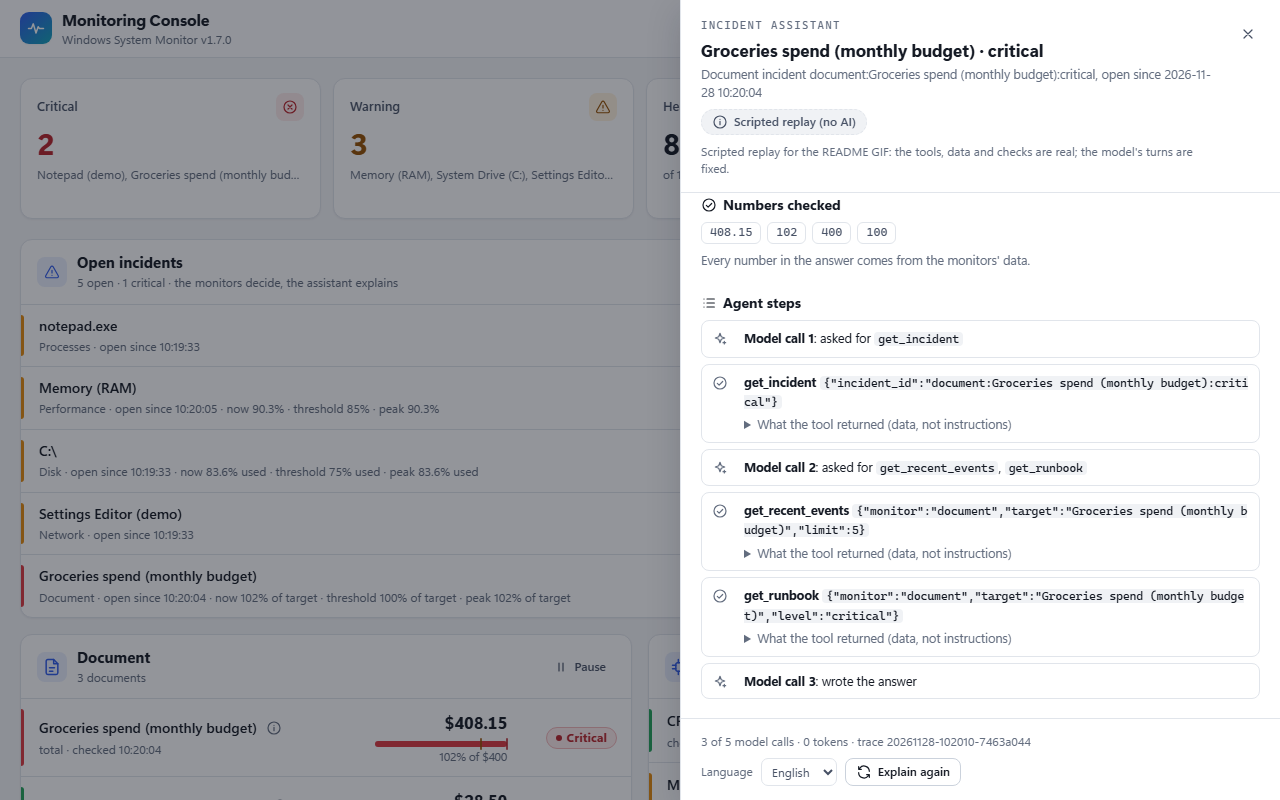 Monitoring Console
Windows System Monitor v1.7.0
Critical
2
Notepad (demo), Groceries spend (monthly bud...
Warning
3
Memory (RAM), System Drive (C:), Settings Edito...
He
8
of 1
Open incidents
5 open · 1 critical · the monitors decide, the assistant explains
notepad.exe
Processes · open since 10:19:33
Memory (RAM)
Performance · open since 10:20:05 · now 90.3% · threshold 85% · peak 90.3%
C:\
Disk · open since 10:19:33 · now 83.6% used · threshold 75% used · peak 83.6% used
Settings Editor (demo)
Network · open since 10:19:33
Groceries spend (monthly budget)
Document · open since 10:20:04 · now 102% of target · threshold 100% of target · peak 102% of target
Document
3 documents
Pause
Groceries spend (monthly budget)
total · checked 10:20:04
$408.15
102% of $400
Critical
CP
ch
M
INCIDENT ASSISTANT
Groceries spend (monthly budget) · critical
Document incident document:Groceries spend (monthly budget):critical, open since 2026-11-
28 10:20:04
Scripted replay (no AI)
Scripted replay for the README GIF: the tools, data and checks are real; the model's turns are
fixed.
Numbers checked
408.15 102 400 100
Every number in the answer comes from the monitors' data.
Agent steps
Model call 1: asked for get_incident
get_incident {"incident_id":"document:Groceries spend (monthly budget):criti
cal"}
What the tool returned (data, not instructions)
Model call 2: asked for get_recent_events, get_runbook
get_recent_events {"monitor":"document","target":"Groceries spend (monthly b
udget)","limit":5}
What the tool returned (data, not instructions)
get_runbook {"monitor":"document","target":"Groceries spend (monthly budge
t)","level":"critical"}
What the tool returned (data, not instructions)
Model call 3: wrote the answer
3 of 5 model calls · 0 tokens · trace 20261128-102010-7463a044
Language English Explain again